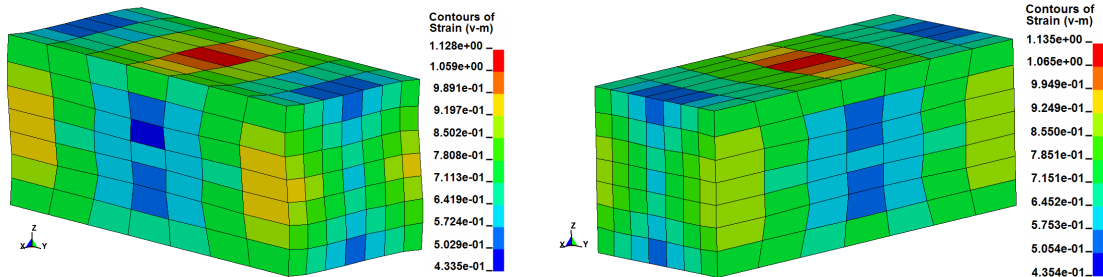 Contours of
Strain (v-m)
1.128e+00
1.059e+00
9.891e-01
9.197e-01
8.502e-01
7.808e-01
7.113e-01
6.419e-01
5.724e-01
5.029e-01
4.335e-01
Z
X Y
Contours of
Strain (v-m)
1.135e+00
1.065e+00
9.949e-01
9.249e-01
8.550e-01
7.851e-01
7.151e-01
6.452e-01
5.753e-01
5.054e-01
4.354e-01
Z
X Y